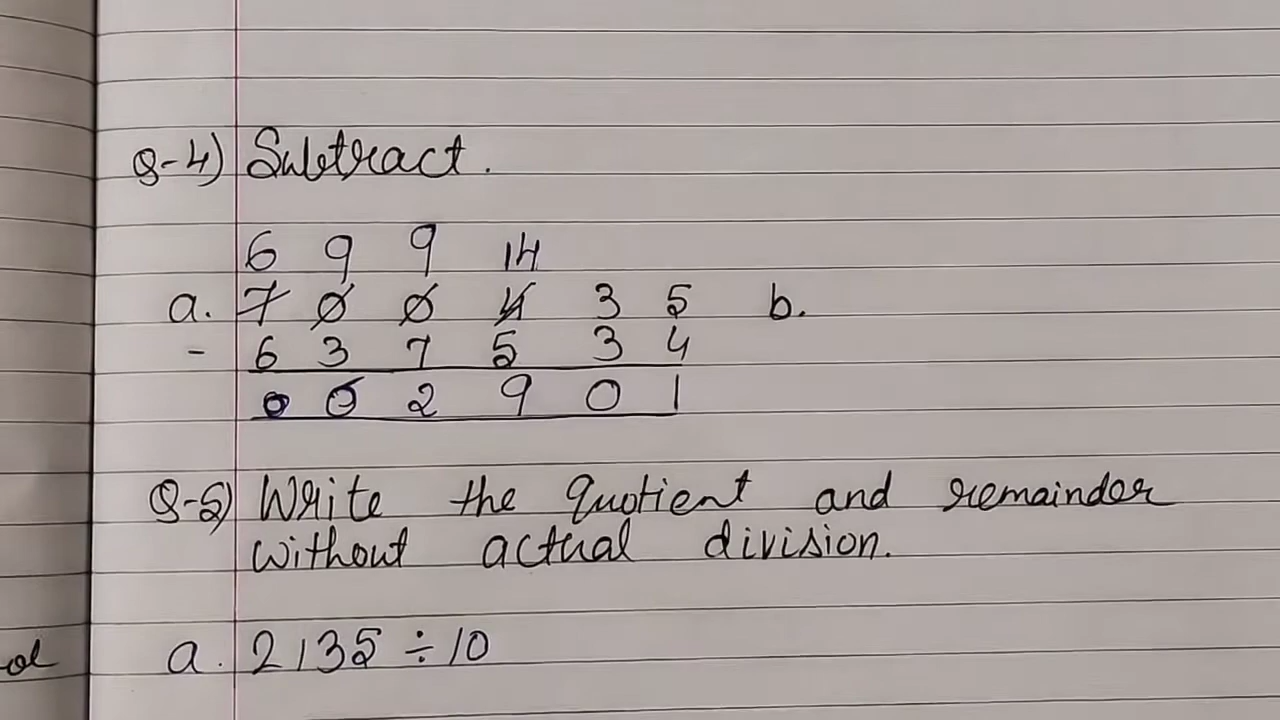 Q-4) Subtract.
6 9 9 14
a. 7 0 0 4 3 5 b.
- 6 3 7 5 3 4
0 6 2 9 0 1
Q-5) Write the quotient and remainder
without actual division.
a. 2135 ÷ 10